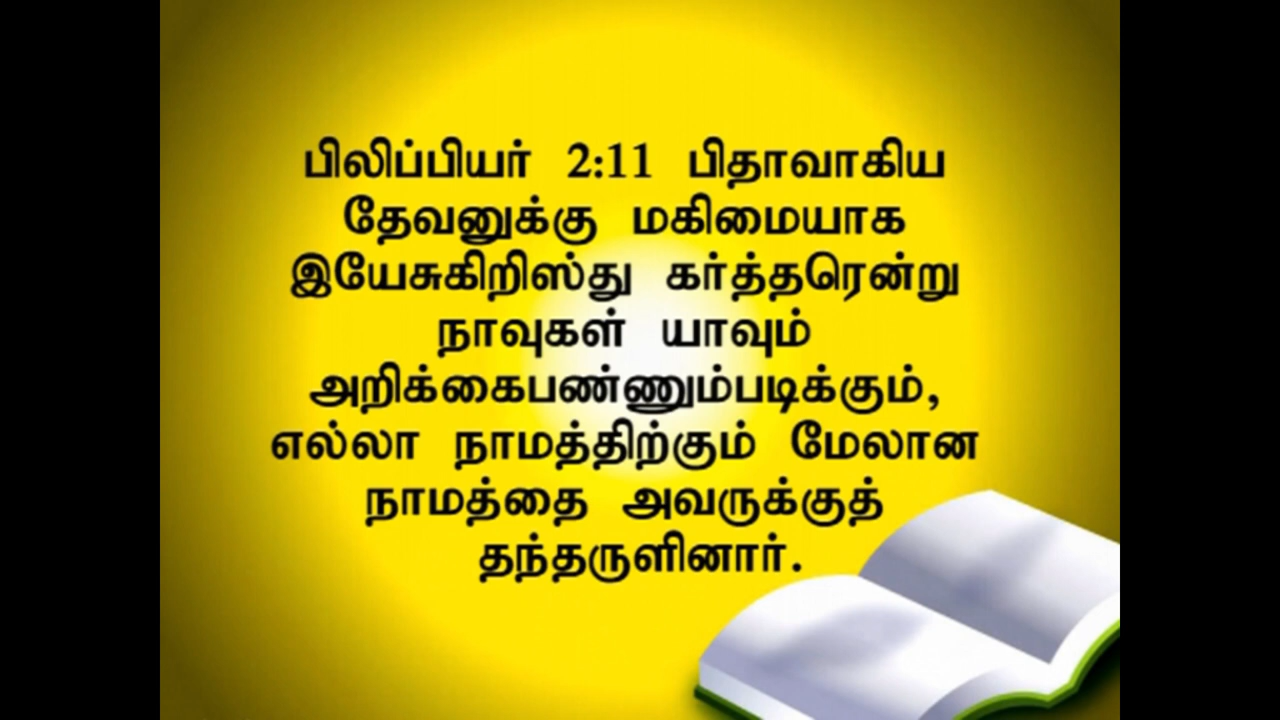 பிலிப்பியர் 2:11 பிதாவாகிய
தேவனுக்கு மகிமையாக
இயேசுகிறிஸ்து கர்த்தரென்று
நாவுகள் யாவும்
அறிக்கைபண்ணும்படிக்கும்,
எல்லா நாமத்திற்கும் மேலான
நாமத்தை அவருக்குத்
தந்தருளினார்.